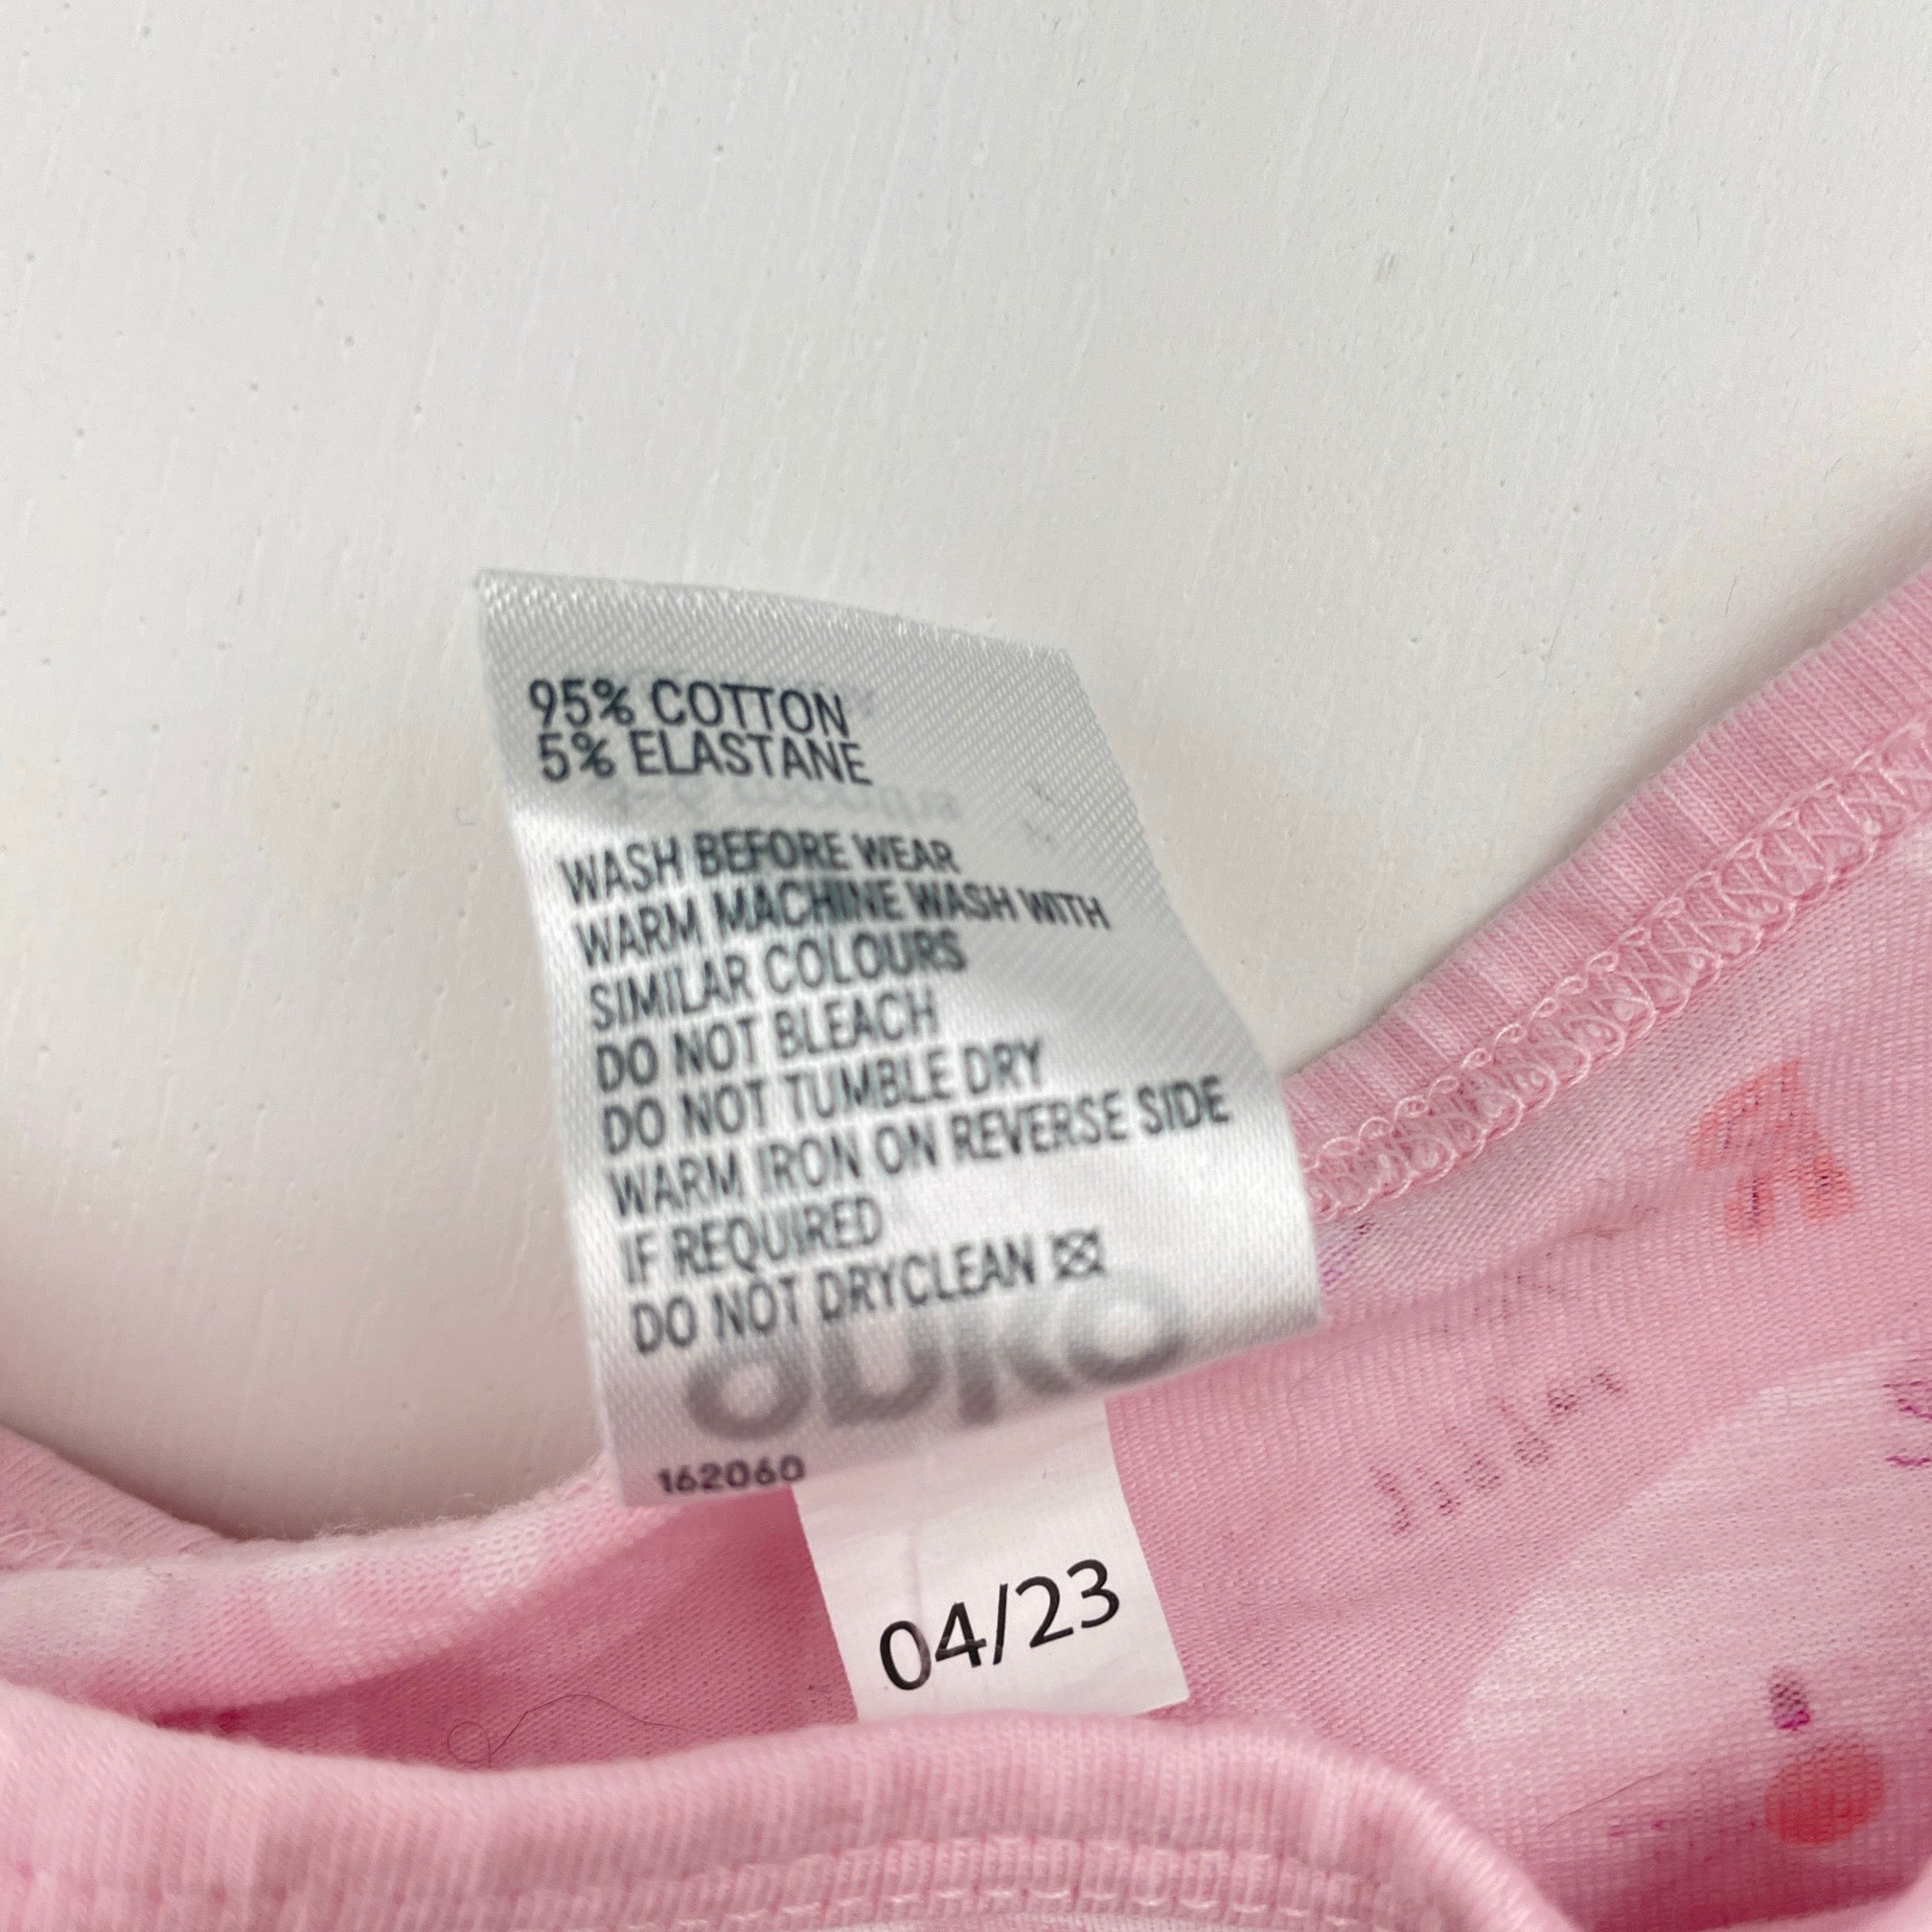 95% COTTON
5% ELASTANE
WASH BEFORE WEAR
WARM MACHINE WASH WITH
SIMILAR COLOURS
DO NOT BLEACH
DO NOT TUMBLE DRY
WARM IRON ON REVERSE SIDE
IF REQUIRED
DO NOT DRYCLEAN
162060
04/23